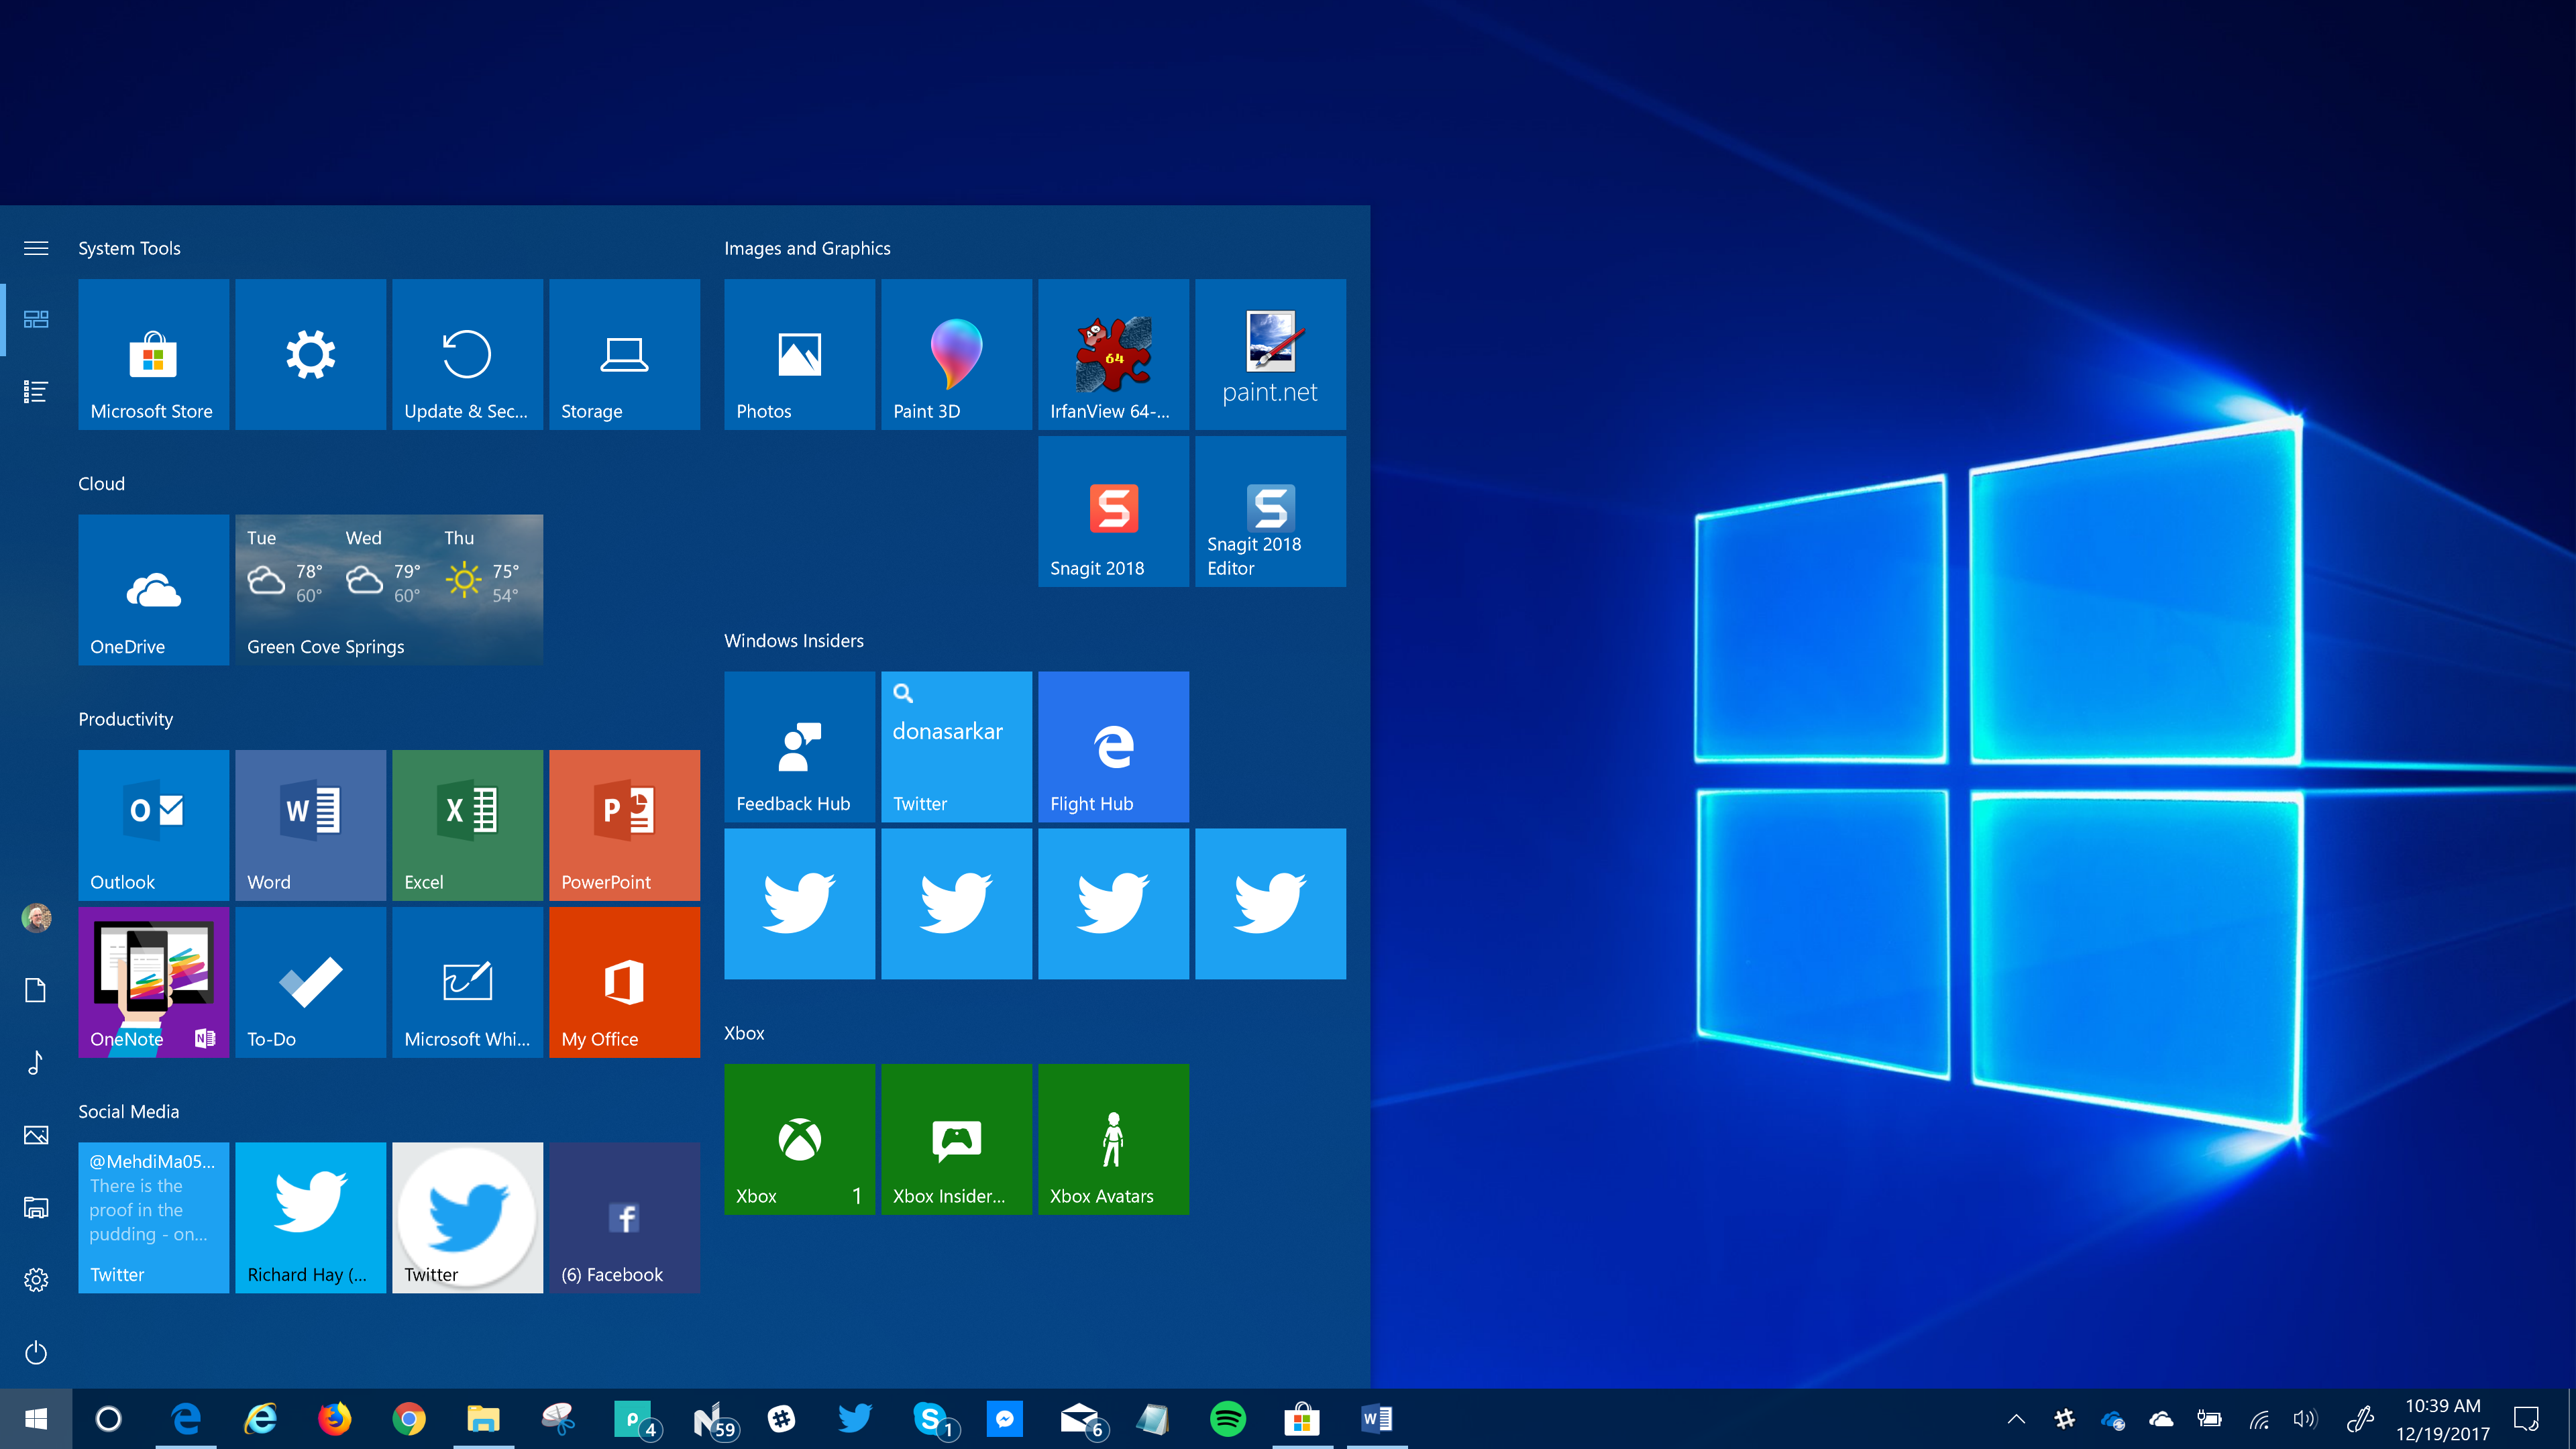 System Tools
Microsoft Store
Update & Sec...
Storage
Cloud
OneDrive
Tue Wed Thu
78° 79° 75°
60° 60° 54°
Green Cove Springs
Productivity
O W X P
Outlook
Word
Excel
PowerPoint
OneNote
N
To-Do
Microsoft Whi...
My Office
Social Media
@MehdiMa05...
There is the
proof in the
pudding - on...
Twitter
Richard Hay (...
Twitter
f
(6) Facebook
Images and Graphics
Photos
Paint 3D
64
IrfanView 64-...
paint.net
S
Snagit 2018
S
Snagit 2018
Editor
Windows Insiders
Feedback Hub
donasarkar
Twitter
e
Flight Hub
Xbox
Xbox 1
Xbox Insider...
Xbox Avatars
e e p 4 N 59 S 1 6 W
10:39 AM
12/19/2017